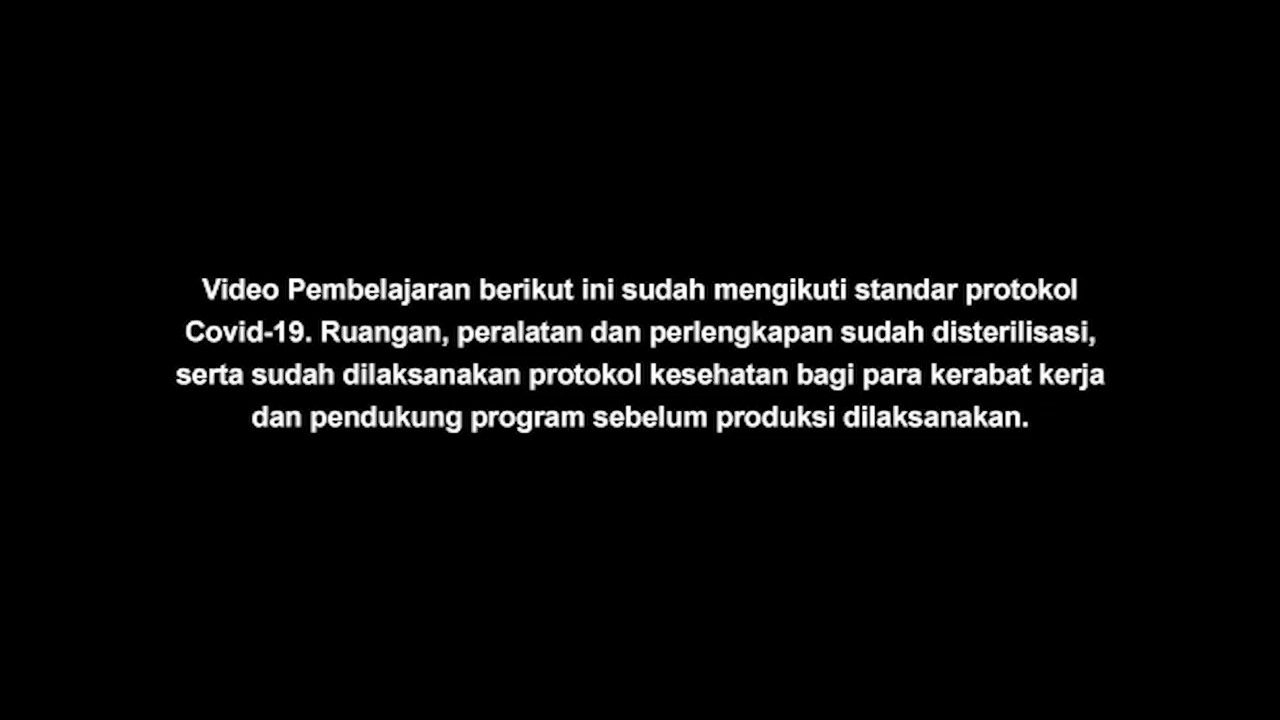 Video Pembelajaran berikut ini sudah mengikuti standar protokol
Covid-19. Ruangan, peralatan dan perlengkapan sudah disterilisasi,
serta sudah dilaksanakan protokol kesehatan bagi para kerabat kerja
dan pendukung program sebelum produksi dilaksanakan.